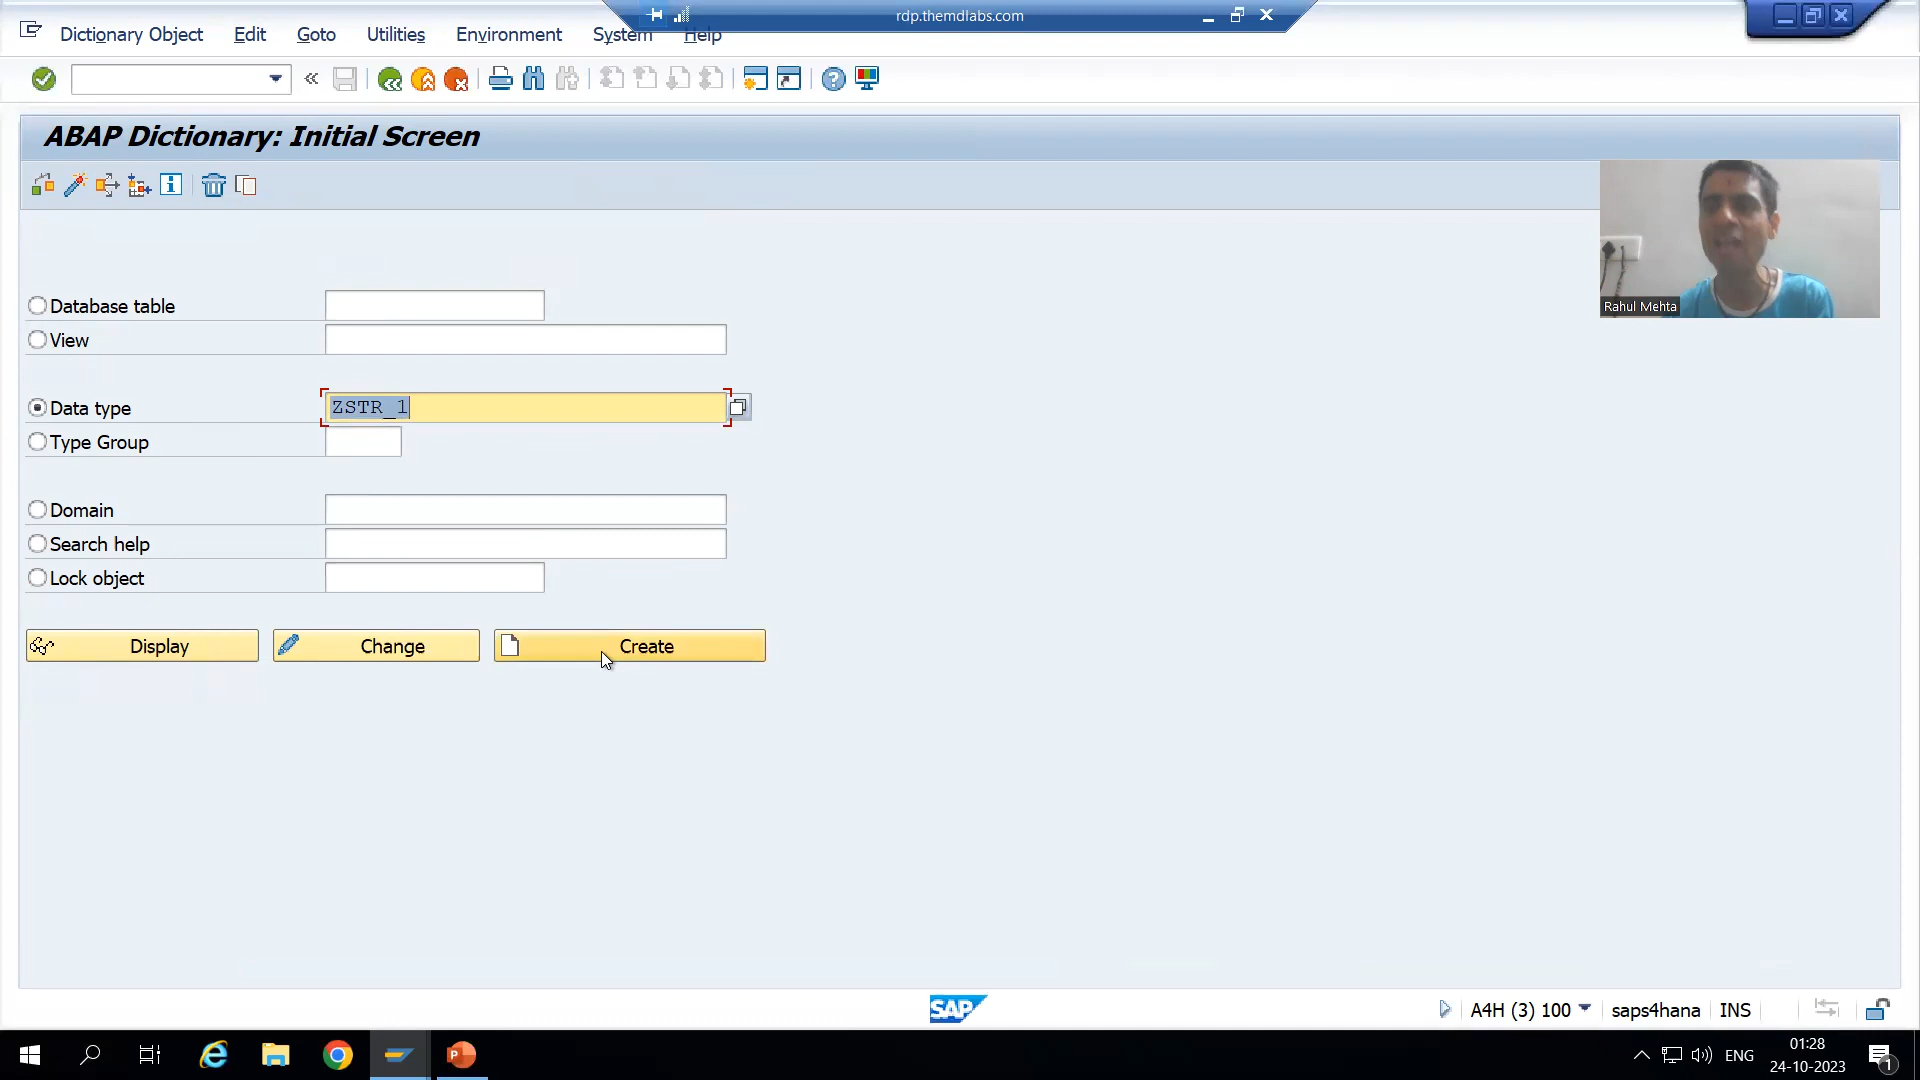 rdp.themdlabs.com
Dictionary Object Edit Goto Utilities Environment System Help
ABAP Dictionary: Initial Screen
Rahul Mehta
Database table
View
Data type ZSTR_1
Type Group
Domain
Search help
Lock object
Display Change Create
SAP A4H (3) 100 saps4hana INS
ENG
01:28
24-10-2023
1